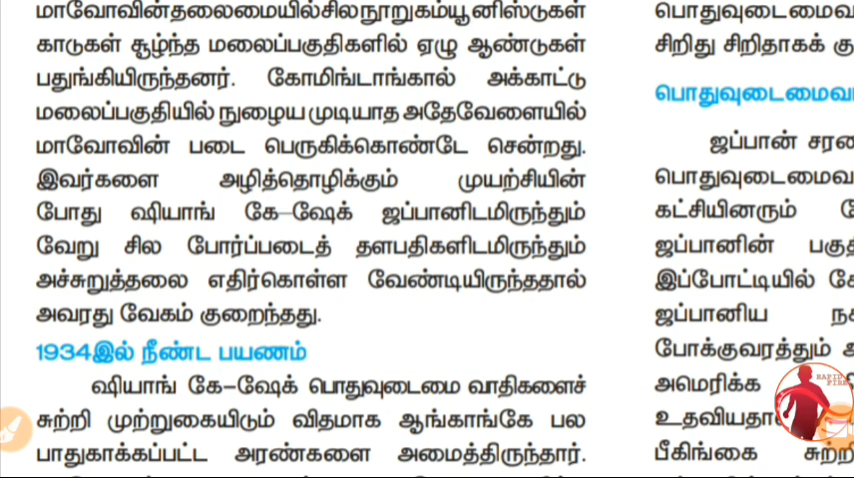 மாவோவின்தலைமையில்சிலநூறுகம்யூனிஸ்டுகள்
காடுகள் சூழ்ந்த மலைப்பகுதிகளில் ஏழு ஆண்டுகள்
பதுங்கியிருந்தனர். கோமிங்டாங்கால் அக்காட்டு
மலைப்பகுதியில் நுழைய முடியாத அதேவேளையில்
மாவோவின் படை பெருகிக்கொண்டே சென்றது.
இவர்களை அழித்தொழிக்கும் முயற்சியின்
போது ஷியாங் கே–ஷேக் ஜப்பானிடமிருந்தும்
வேறு சில போர்ப்படைத் தளபதிகளிடமிருந்தும்
அச்சுறுத்தலை எதிர்கொள்ள வேண்டியிருந்ததால்
அவரது வேகம் குறைந்தது.
1934இல் நீண்ட பயணம்
ஷியாங் கே–ஷேக் பொதுவுடைமை வாதிகளைச்
சுற்றி முற்றுகையிடும் விதமாக ஆங்காங்கே பல
பாதுகாக்கப்பட்ட அரண்களை அமைத்திருந்தார்.
பொதுவுடைமைவ
சிறிது சிறிதாகக் கு
பொதுவுடைமைவ
ஜப்பான் சரண
பொதுவுடைமைவ
கட்சியினரும்
ஜப்பானின் பகுதி
இப்போட்டியில் கே
ஜப்பானிய நக
போக்குவரத்தும் அ
அமெரிக்க
உதவியதா
பீகிங்கை சுற்றி
RAPID
FIRE